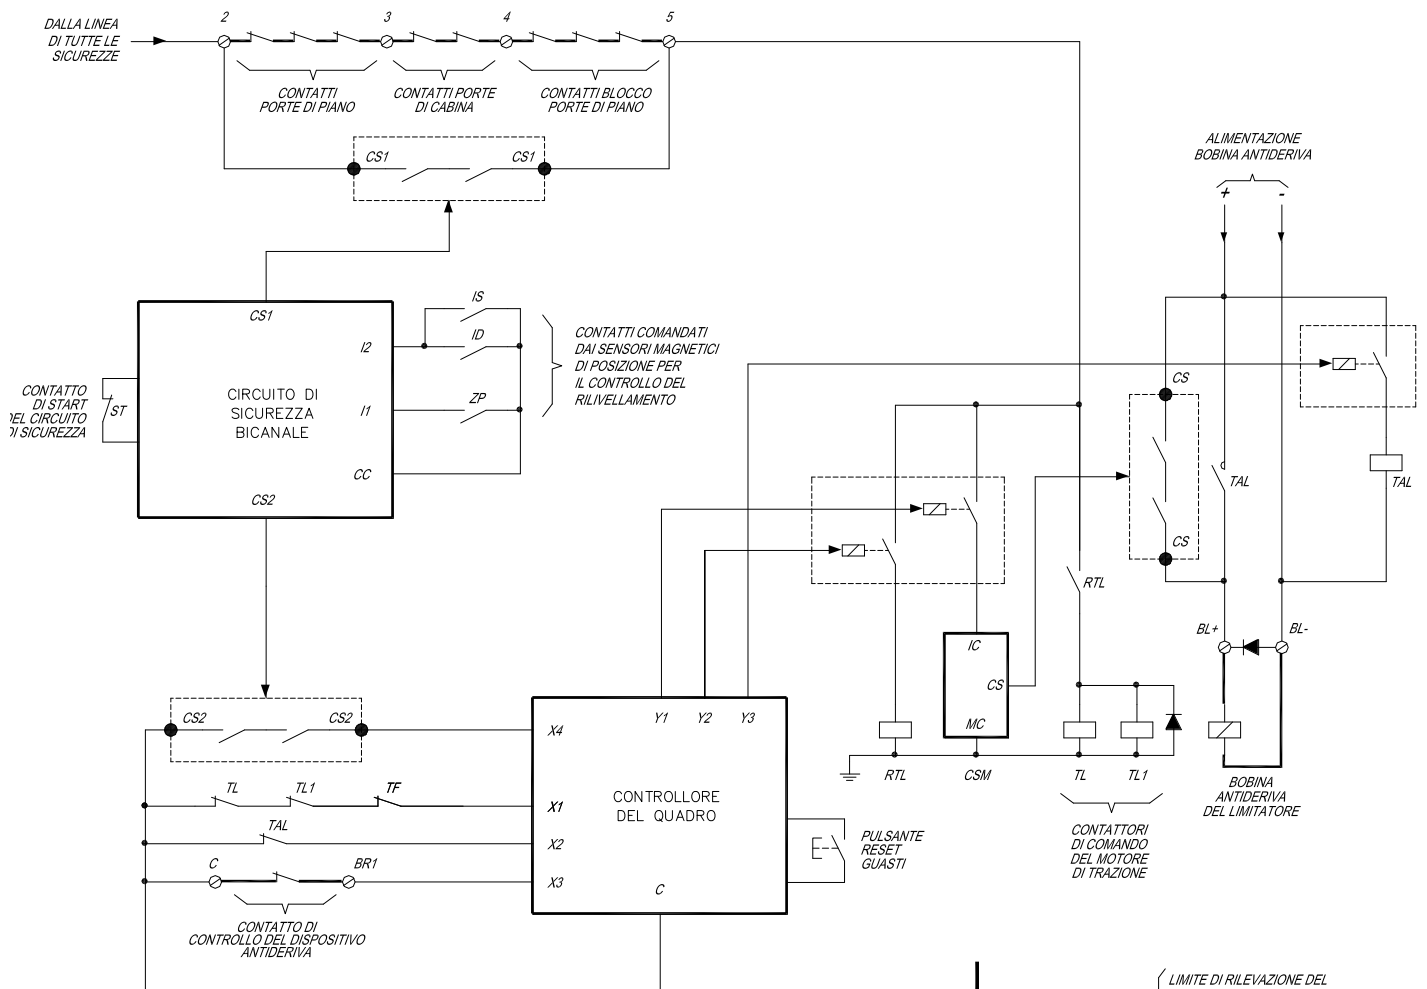 DALLA LINEA
DI TUTTE LE
SICUREZZE
2
3
4
5
CONTATTI
PORTE DI PIANO
CONTATTI PORTE
DI CABINA
CONTATTI BLOCCO
PORTE DI PIANO
CS1
CS1
ALIMENTAZIONE
BOBINA ANTIDERIVA
+
-
CS1
I2
I1
CC
CS2
CIRCUITO DI
SICUREZZA
BICANALE
IS
ID
ZP
CONTATTI COMANDATI
DAI SENSORI MAGNETICI
DI POSIZIONE PER
IL CONTROLLO DEL
RILIVELLAMENTO
CONTATTO
DI START
EL CIRCUITO
I SICUREZZA
ST
CS
TAL
CS
TAL
RTL
BL+
BL-
IC
CS
MC
CS2
CS2
X4
Y1
Y2
Y3
RTL
CSM
TL
TL1
BOBINA
ANTIDERIVA
DEL LIMITATORE
TL
TL1
TF
X1
CONTROLLORE
DEL QUADRO
TAL
X2
PULSANTE
RESET
GUASTI
CONTATTORI
DI COMANDO
DEL MOTORE
DI TRAZIONE
C
BR1
X3
C
CONTATTO DI
CONTROLLO DEL DISPOSITIVO
ANTIDERIVA
LIMITE DI RILEVAZIONE DEL